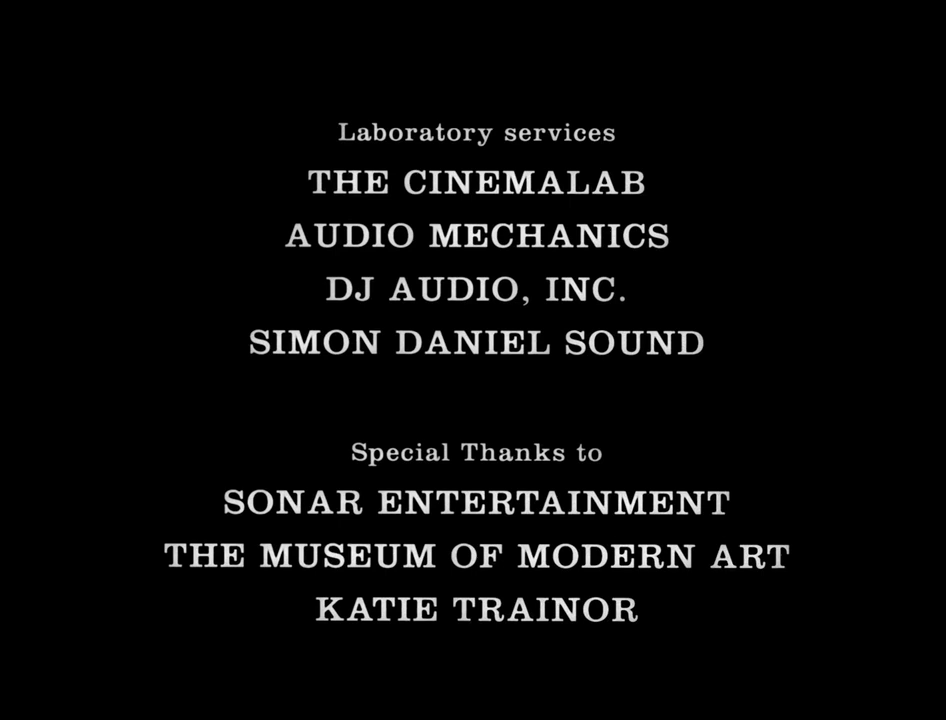 Laboratory services
THE CINEMALAB
AUDIO MECHANICS
DJ AUDIO, INC.
SIMON DANIEL SOUND
Special Thanks to
SONAR ENTERTAINMENT
THE MUSEUM OF MODERN ART
KATIE TRAINOR